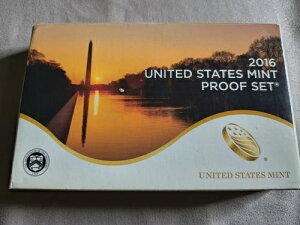 2016
UNITED STATES MINT
PROOF SET®
UNITED STATES MINT